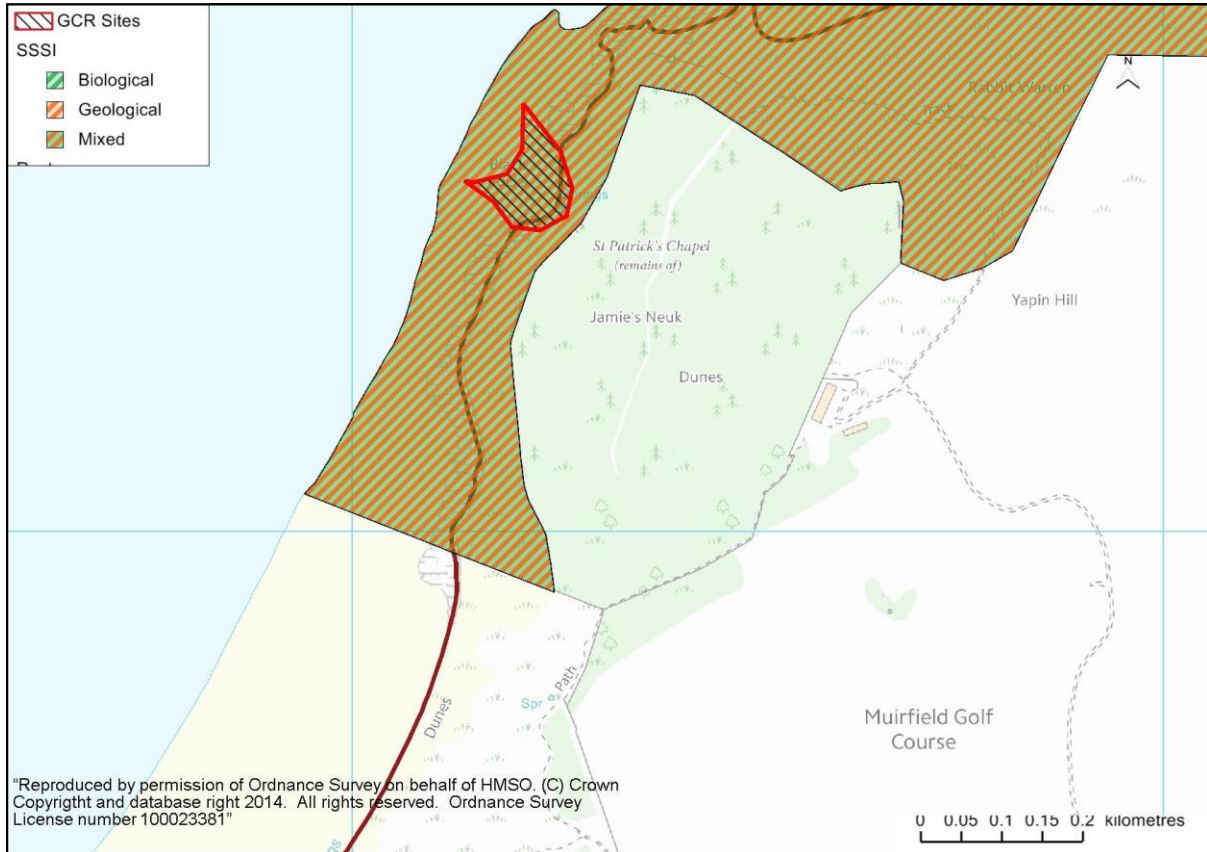 GCR Sites
SSSI
Biological
Geological
Mixed
N
Rabbit Warren
Track
St Patrick's Chapel
(remains of)
Jamie's Neuk
Yapin Hill
Dunes
Path
Spr
Dunes
Muirfield Golf
Course
"Reproduced by permission of Ordnance Survey on behalf of HMSO. (C) Crown
Copyrigtht and database right 2014.  All rights reserved.  Ordnance Survey
License number 100023381"
0 0.05 0.1 0.15 0.2 kilometres